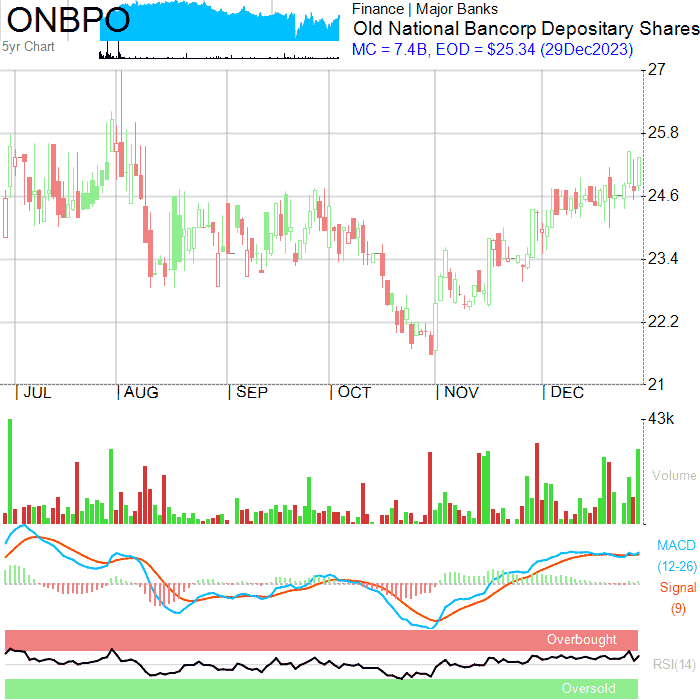 ONBPO
5yr Chart
Finance | Major Banks
Old National Bancorp Depositary Shares
MC = 7.4B, EOD = $25.34 (29Dec2023)
27
25.8
24.6
23.4
22.2
21
| JUL | AUG | SEP | OCT | NOV | DEC
43k
Volume
MACD
(12-26)
Signal
(9)
Overbought
RSI(14)
Oversold